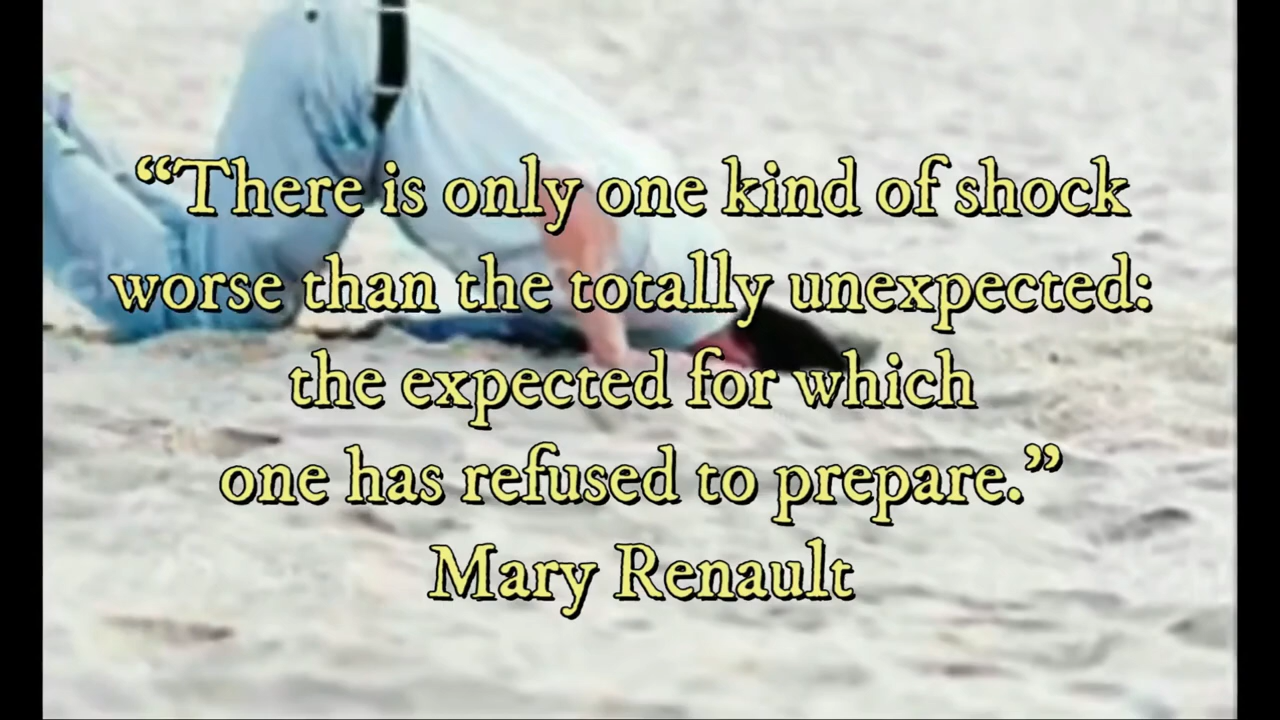 “There is only one kind of shock
worse than the totally unexpected:
the expected for which
one has refused to prepare.”
Mary Renault